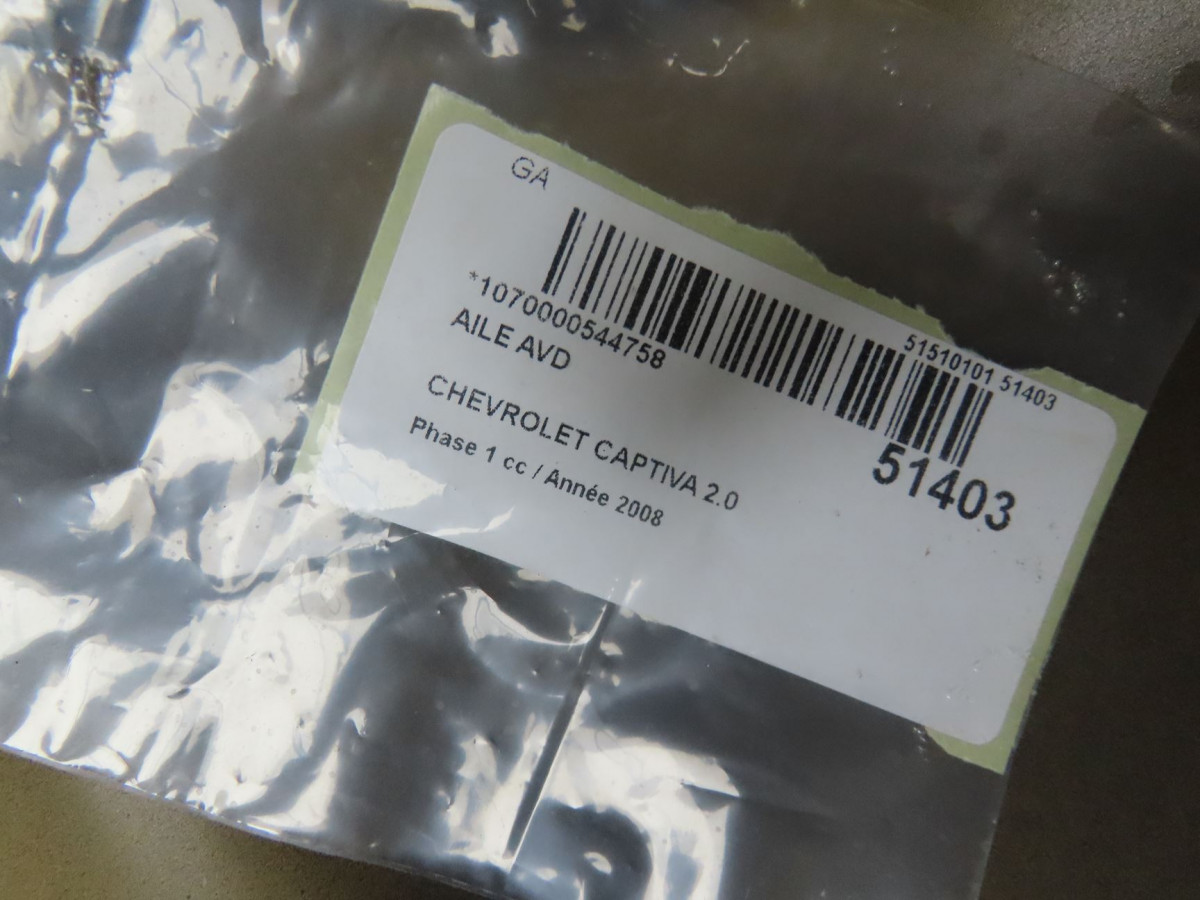 GA
*1070000544758
51510101 51403
AILE AVD
51403
CHEVROLET CAPTIVA 2.0
Phase 1 cc / Année 2008